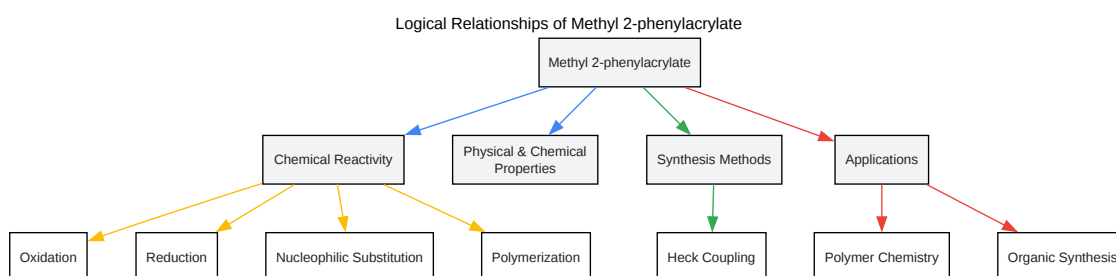 Logical Relationships of Methyl 2-phenylacrylate
Methyl 2-phenylacrylate
Chemical Reactivity
Physical & Chemical
Properties
Synthesis Methods
Applications
Oxidation
Reduction
Nucleophilic Substitution
Polymerization
Heck Coupling
Polymer Chemistry
Organic Synthesis